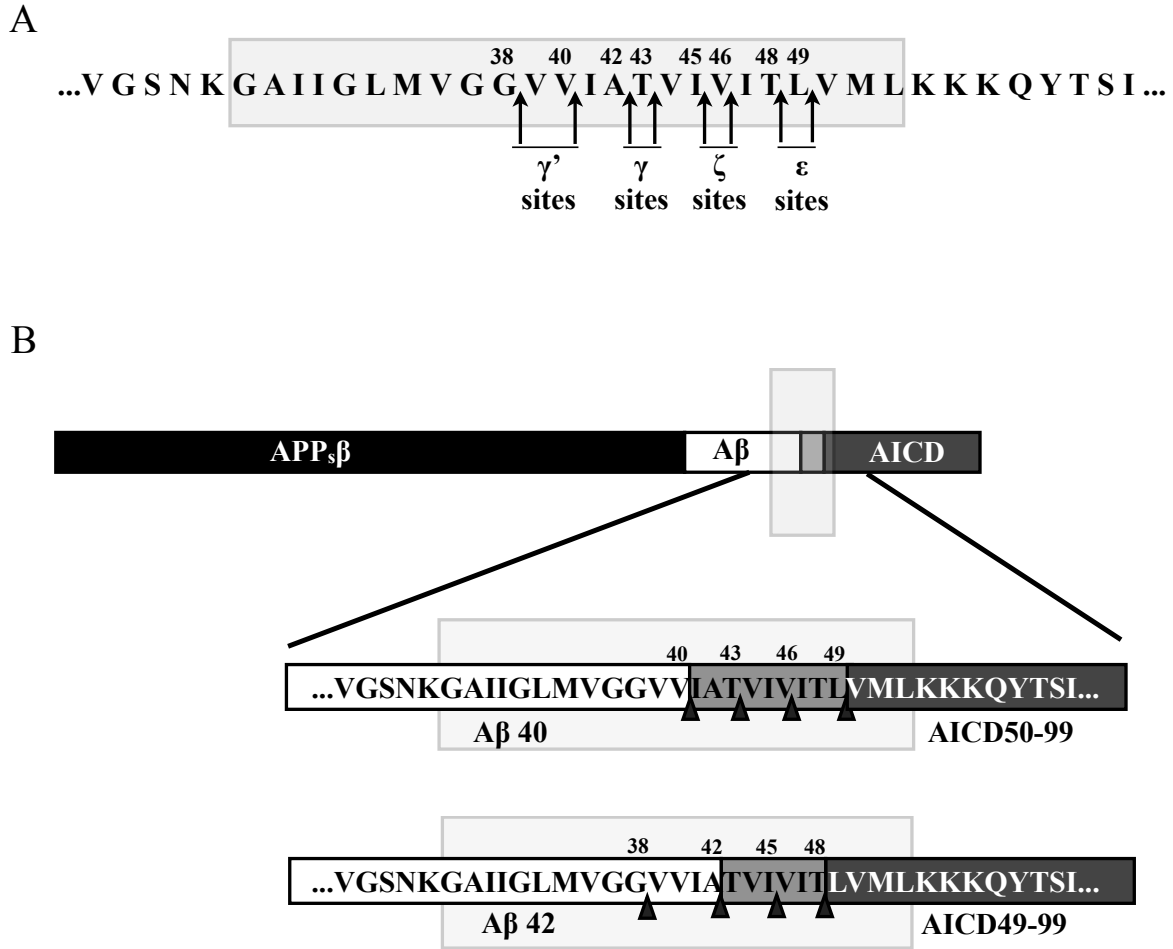 A
38 40 42 43 45 46 48 49
...V G S N K G A I I G L M V G G V V I A T V I V I T L V M L K K K Q Y T S I ...
γ’ γ ζ ε
sites sites sites sites
B
APPsβ Aβ AICD
40 43 46 49
...VGSNKGAIIGLMVGGVVIATVIVITLVMLKKKQYTSI...
Aβ 40 AICD50-99
38 42 45 48
...VGSNKGAIIGLMVGGVVIATVIVITLVMLKKKQYTSI...
Aβ 42 AICD49-99